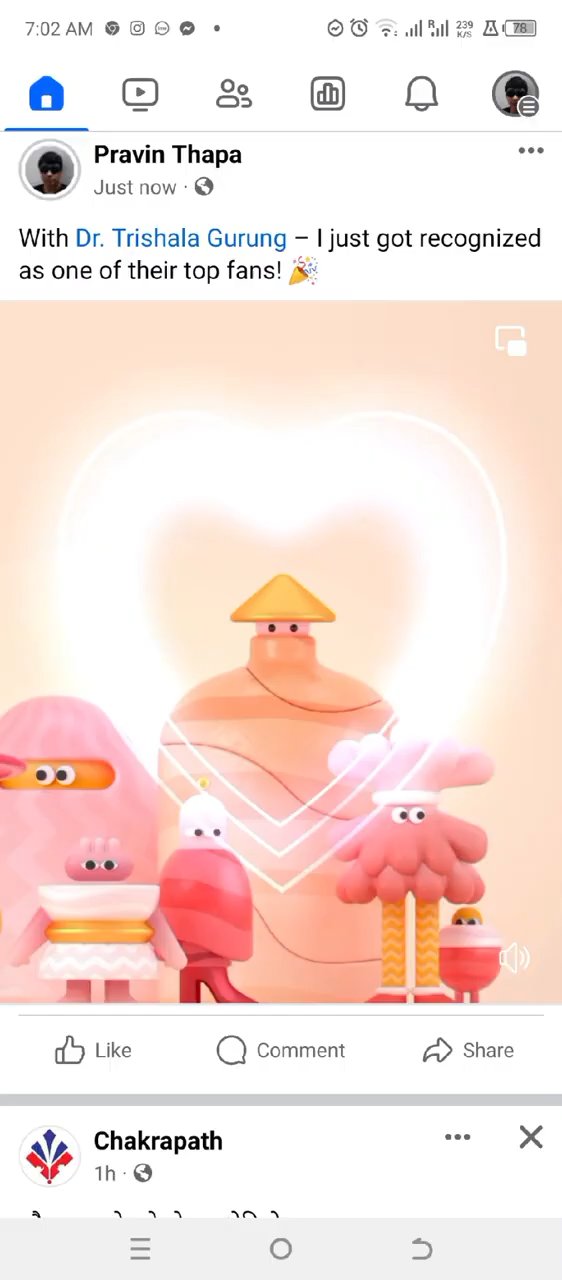 7:02 AM
239
K/S
78
Pravin Thapa
Just now
With Dr. Trishala Gurung – I just got recognized
as one of their top fans! 🎉
Like
Comment
Share
Chakrapath
1h